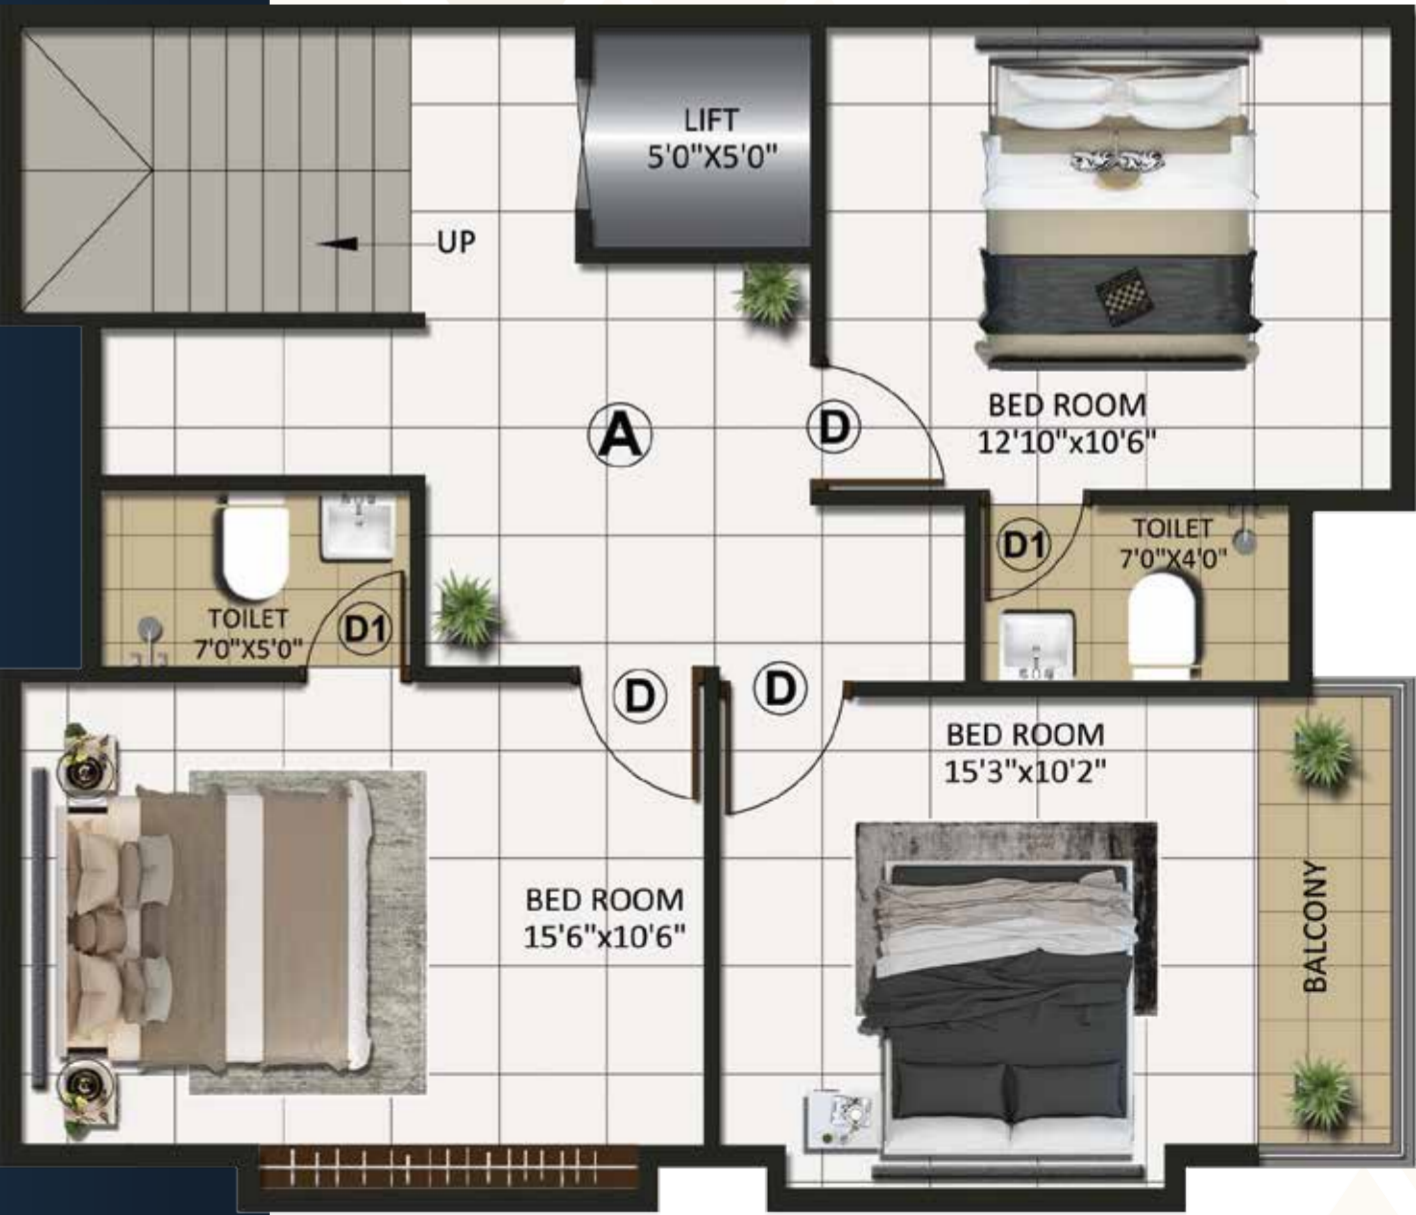 LIFT
5'0"X5'0"
UP
A
D
BED ROOM
12'10"x10'6"
D1
TOILET
7'0"X4'0"
TOILET
7'0"X5'0"
D1
D
D
BED ROOM
15'3"x10'2"
BED ROOM
15'6"x10'6"
BALCONY